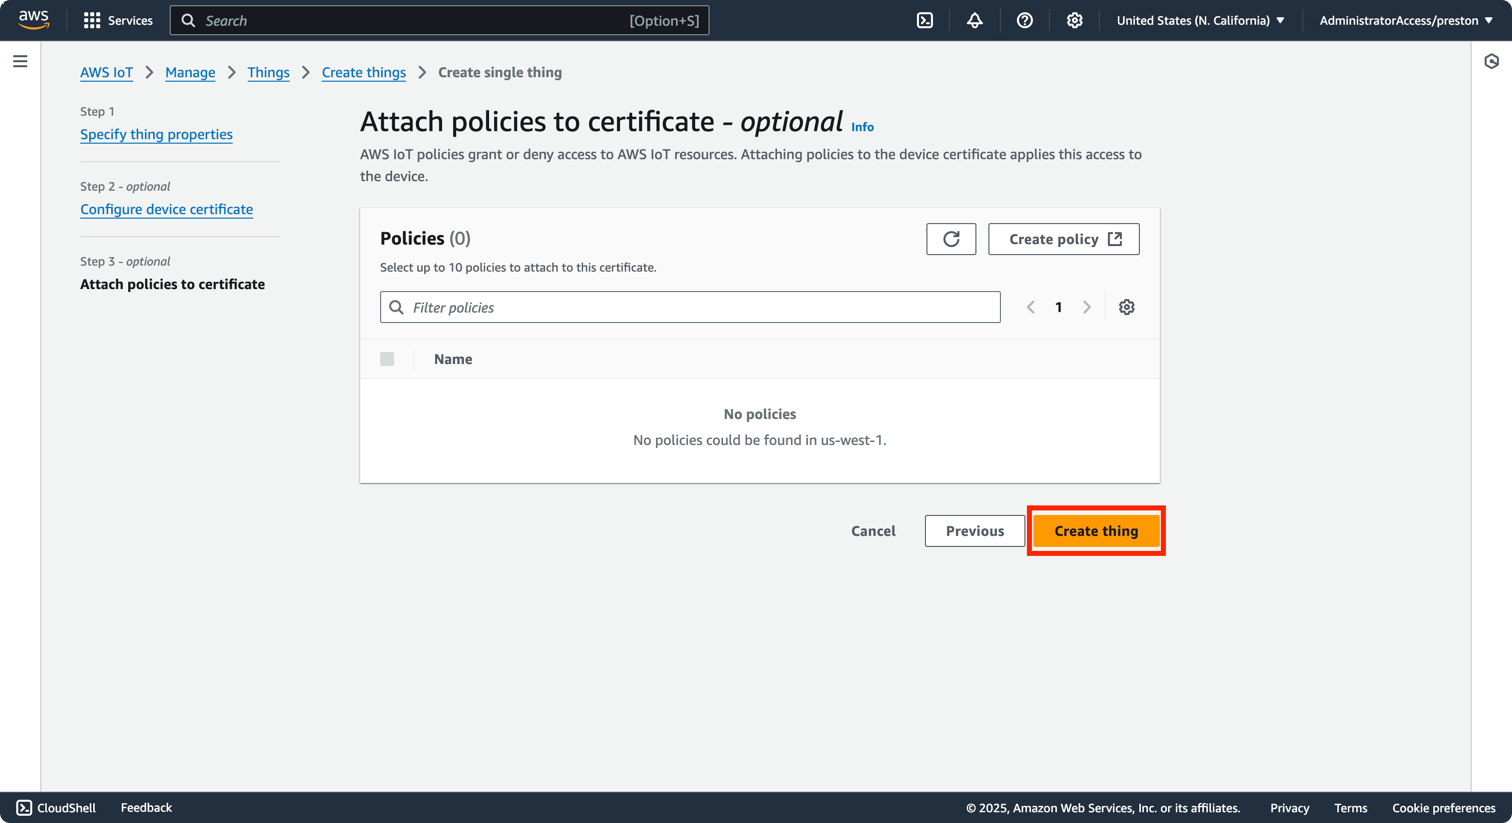 aws
Services
Search
[Option+S]
United States (N. California)
AdministratorAccess/preston
AWS IoT
Manage
Things
Create things
Create single thing
Step 1
Specify thing properties
Step 2 - optional
Configure device certificate
Step 3 - optional
Attach policies to certificate
Attach policies to certificate - optional Info
AWS IoT policies grant or deny access to AWS IoT resources. Attaching policies to the device certificate applies this access to
the device.
Policies (0)
Create policy
Select up to 10 policies to attach to this certificate.
Filter policies
1
Name
No policies
No policies could be found in us-west-1.
Cancel
Previous
Create thing
CloudShell
Feedback
© 2025, Amazon Web Services, Inc. or its affiliates.
Privacy
Terms
Cookie preferences